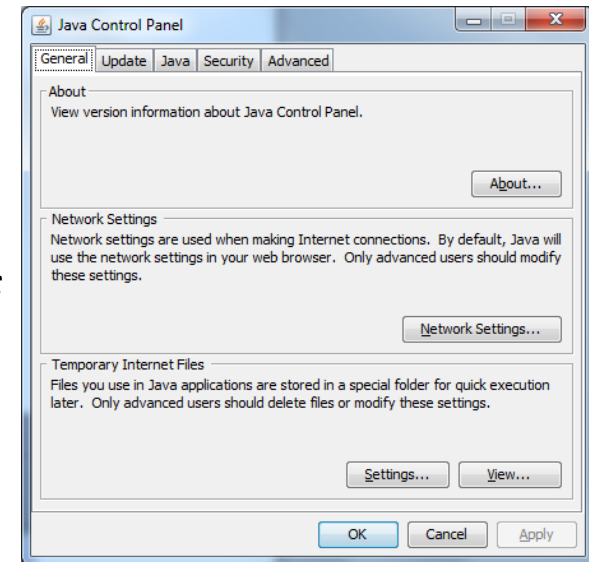 Java Control Panel
General Update Java Security Advanced
About
View version information about Java Control Panel.
About...
Network Settings
Network settings are used when making Internet connections. By default, Java will
use the network settings in your web browser. Only advanced users should modify
these settings.
Network Settings...
Temporary Internet Files
Files you use in Java applications are stored in a special folder for quick execution
later. Only advanced users should delete files or modify these settings.
Settings... View...
OK Cancel Apply